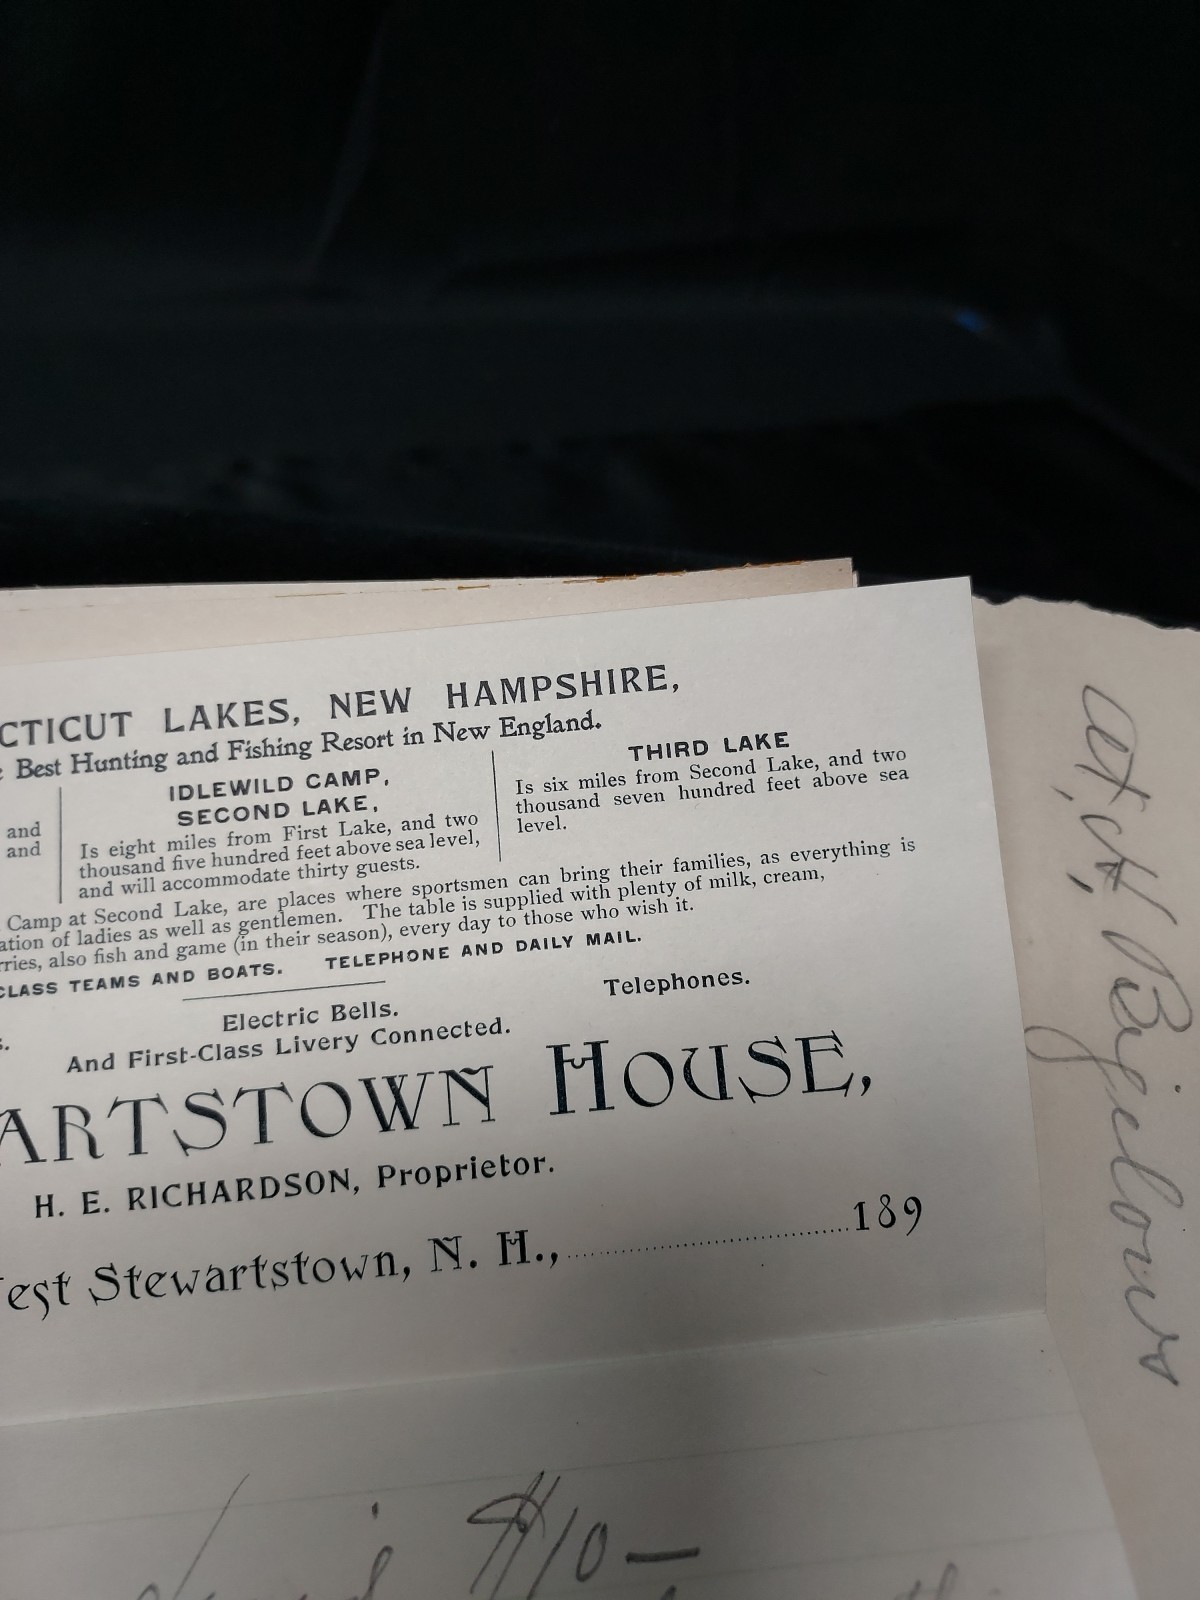 CTICUT LAKES, NEW HAMPSHIRE,
Best Hunting and Fishing Resort in New England.
and
and
IDLEWILD CAMP,
SECOND LAKE,
Is eight miles from First Lake, and two
thousand five hundred feet above sea level,
and will accommodate thirty guests.
THIRD LAKE
Is six miles from Second Lake, and two
thousand seven hundred feet above sea
level.
Camp at Second Lake, are places where sportsmen can bring their families, as everything is
ation of ladies as well as gentlemen. The table is supplied with plenty of milk, cream,
rries, also fish and game (in their season), every day to those who wish it.
CLASS TEAMS AND BOATS. TELEPHONE AND DAILY MAIL.
Electric Bells. Telephones.
And First-Class Livery Connected.
ARTSTOWN HOUSE,
H. E. RICHARDSON, Proprietor.
est Stewartstown, N. H., 189
$10—
Bigelow